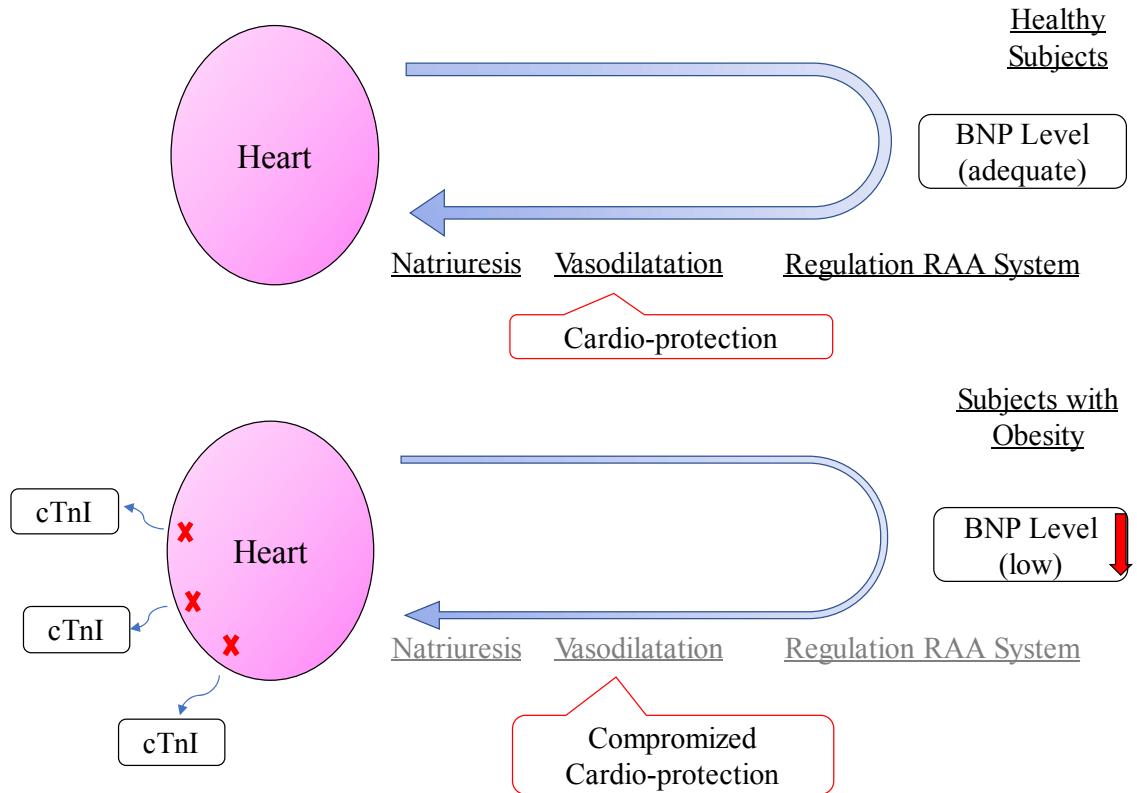 Healthy
Subjects
Heart
BNP Level
(adequate)
Natriuresis Vasodilatation Regulation RAA System
Cardio-protection
Subjects with
Obesity
cTnI
Heart
BNP Level
(low)
cTnI
Natriuresis Vasodilatation Regulation RAA System
cTnI
Compromized
Cardio-protection